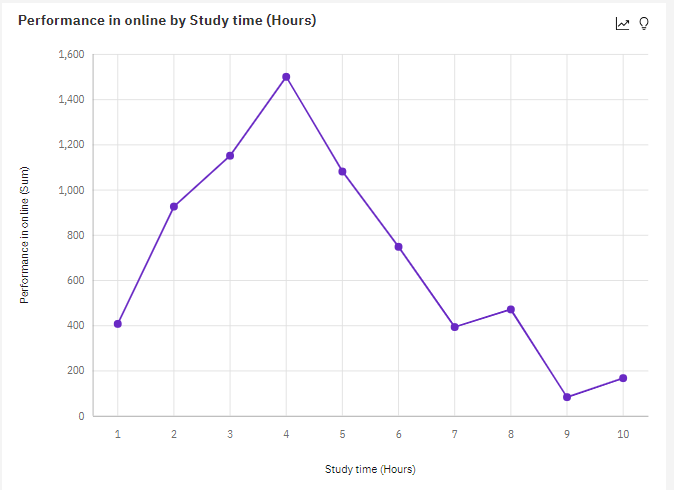 Performance in online by Study time (Hours)
1,600
1,400
1,200
1,000
800
600
400
200
0
Performance in online (Sum)
1 2 3 4 5 6 7 8 9 10
Study time (Hours)